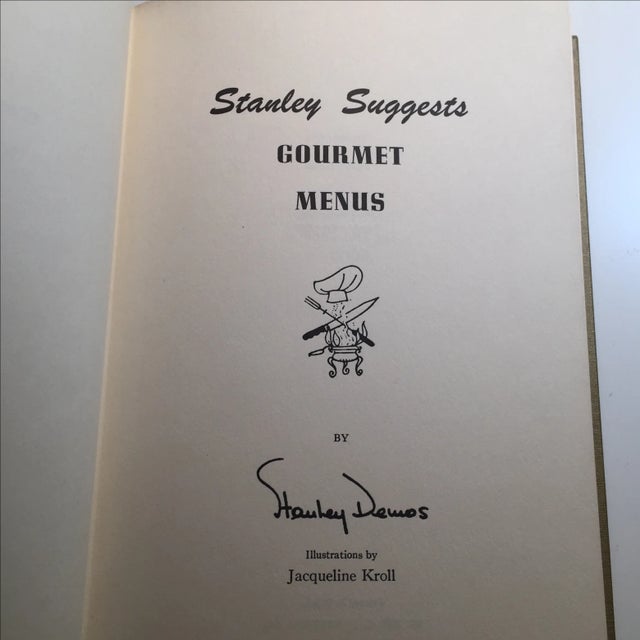 Stanley Suggests
GOURMET
MENUS
BY
Stanley Demos
Illustrations by
Jacqueline Kroll